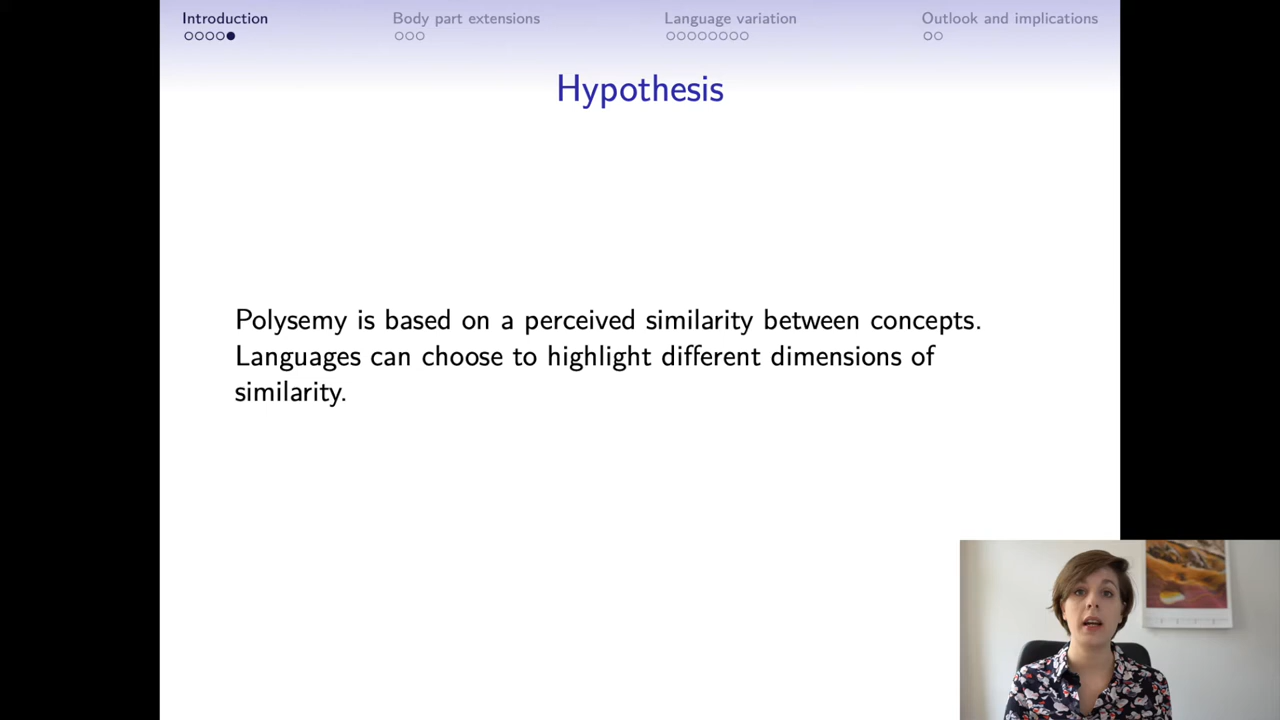 Introduction
Body part extensions
Language variation
Outlook and implications
Hypothesis
Polysemy is based on a perceived similarity between concepts.
Languages can choose to highlight different dimensions of
similarity.